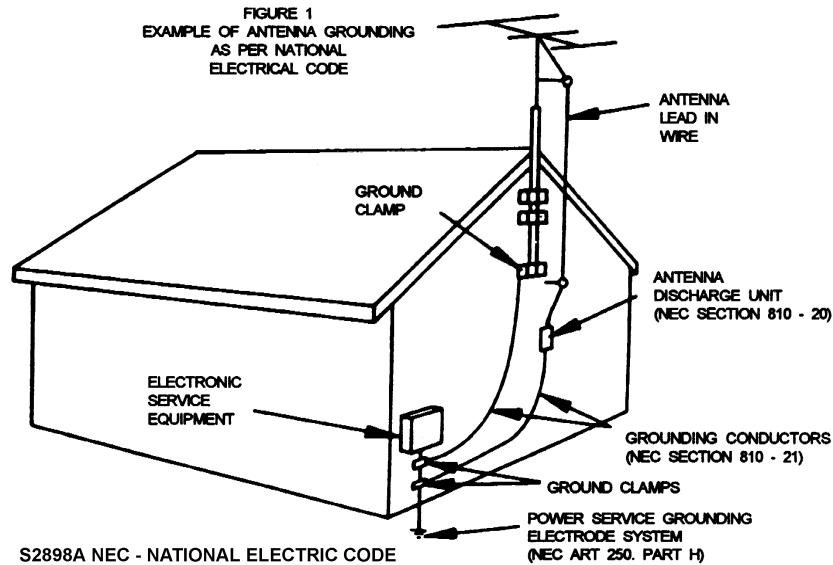 FIGURE 1
EXAMPLE OF ANTENNA GROUNDING
AS PER NATIONAL
ELECTRICAL CODE
ANTENNA
LEAD IN
WIRE
GROUND
CLAMP
ANTENNA
DISCHARGE UNIT
(NEC SECTION 810 - 20)
ELECTRONIC
SERVICE
EQUIPMENT
GROUNDING CONDUCTORS
(NEC SECTION 810 - 21)
GROUND CLAMPS
POWER SERVICE GROUNDING
ELECTRODE SYSTEM
(NEC ART 250. PART H)
S2898A NEC - NATIONAL ELECTRIC CODE